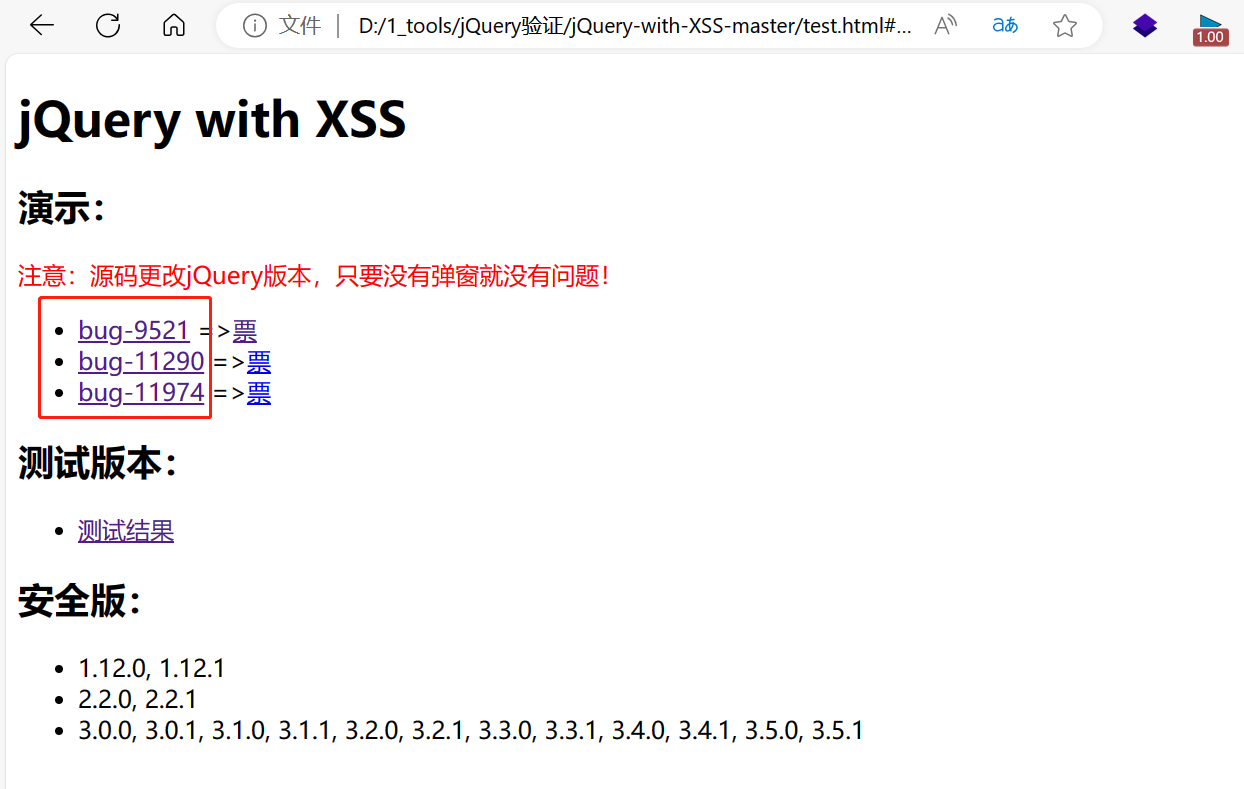 文件 D:/1_tools/jQuery验证/jQuery-with-XSS-master/test.html#... A aあ 1.00
jQuery with XSS
演示：
注意：源码更改jQuery版本，只要没有弹窗就没有问题！
bug-9521 =>票
bug-11290 =>票
bug-11974 =>票
测试版本：
测试结果
安全版：
1.12.0, 1.12.1
2.2.0, 2.2.1
3.0.0, 3.0.1, 3.1.0, 3.1.1, 3.2.0, 3.2.1, 3.3.0, 3.3.1, 3.4.0, 3.4.1, 3.5.0, 3.5.1